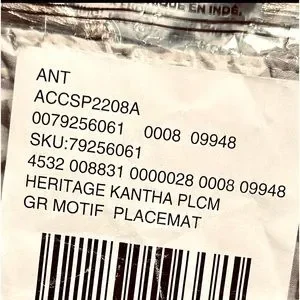 QUE EN INDE.
ANT
ACCSP2208A
0079256061 0008 09948
SKU:79256061
4532 008831 0000028 0008 09948
HERITAGE KANTHA PLCM
GR MOTIF PLACEMAT